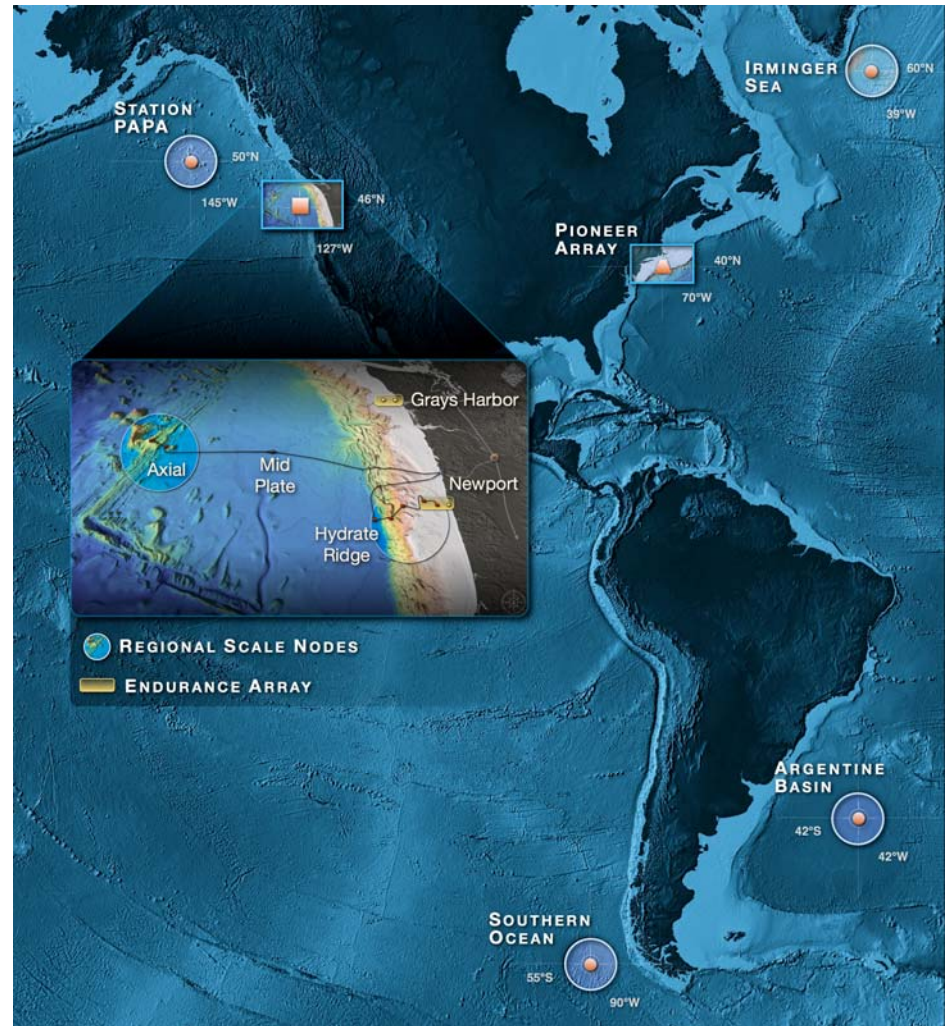 IRMINGER
SEA
60°N
39°W
STATION
PAPA
50°N
145°W
46°N
127°W
PIONEER
ARRAY
40°N
70°W
Grays Harbor
Axial
Mid
Plate
Newport
Hydrate
Ridge
REGIONAL SCALE NODES
ENDURANCE ARRAY
ARGENTINE
BASIN
42°S
42°W
SOUTHERN
OCEAN
55°S
90°W